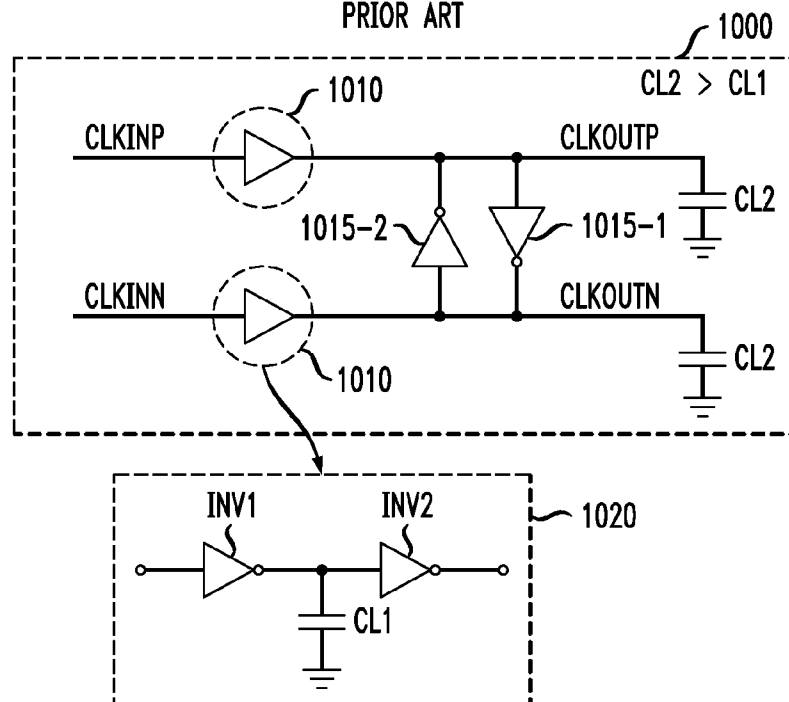 PRIOR ART
1000
CL2 > CL1
1010
CLKINP
CLKOUTP
CL2
1015-2
1015-1
CLKINN
CLKOUTN
CL2
1010
INV1
INV2
1020
CL1